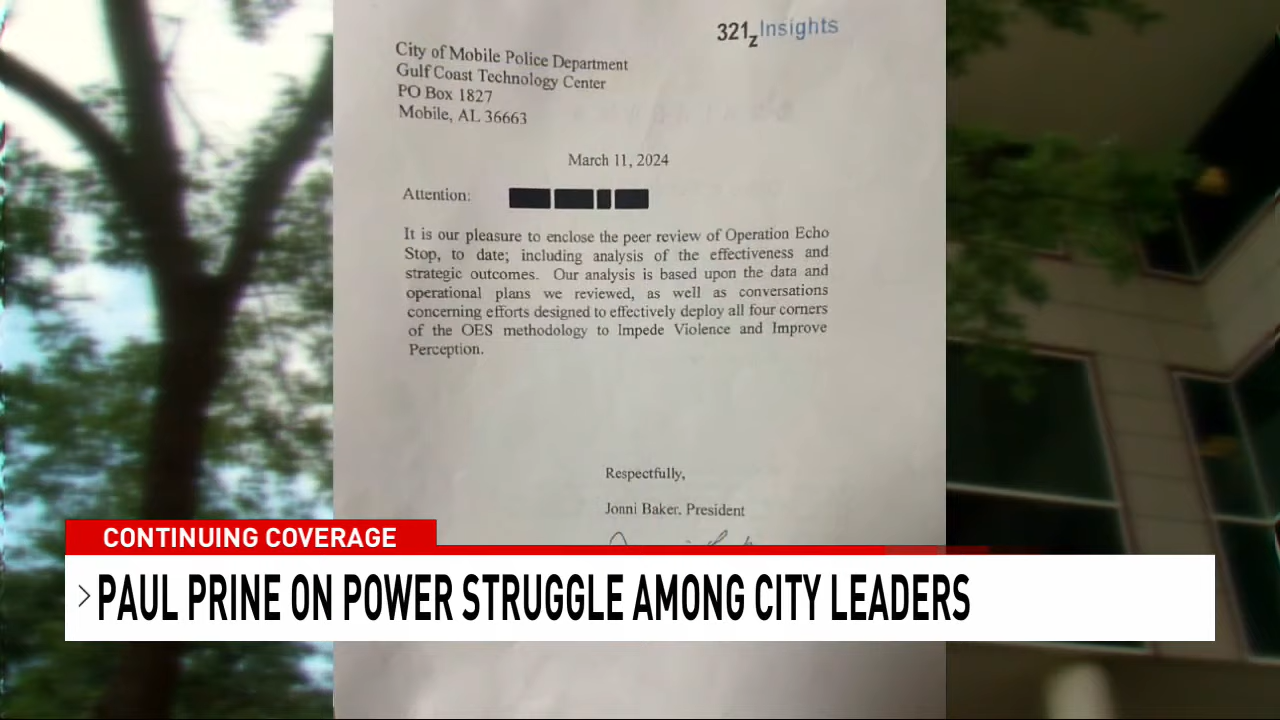 321zInsights
City of Mobile Police Department
Gulf Coast Technology Center
PO Box 1827
Mobile, AL 36663
March 11, 2024
Attention:
It is our pleasure to enclose the peer review of Operation Echo
Stop, to date; including analysis of the effectiveness and
strategic outcomes. Our analysis is based upon the data and
operational plans we reviewed, as well as conversations
concerning efforts designed to effectively deploy all four corners
of the OES methodology to Impede Violence and Improve
Perception.
Respectfully,
Jonni Baker, President
CONTINUING COVERAGE
PAUL PRINE ON POWER STRUGGLE AMONG CITY LEADERS